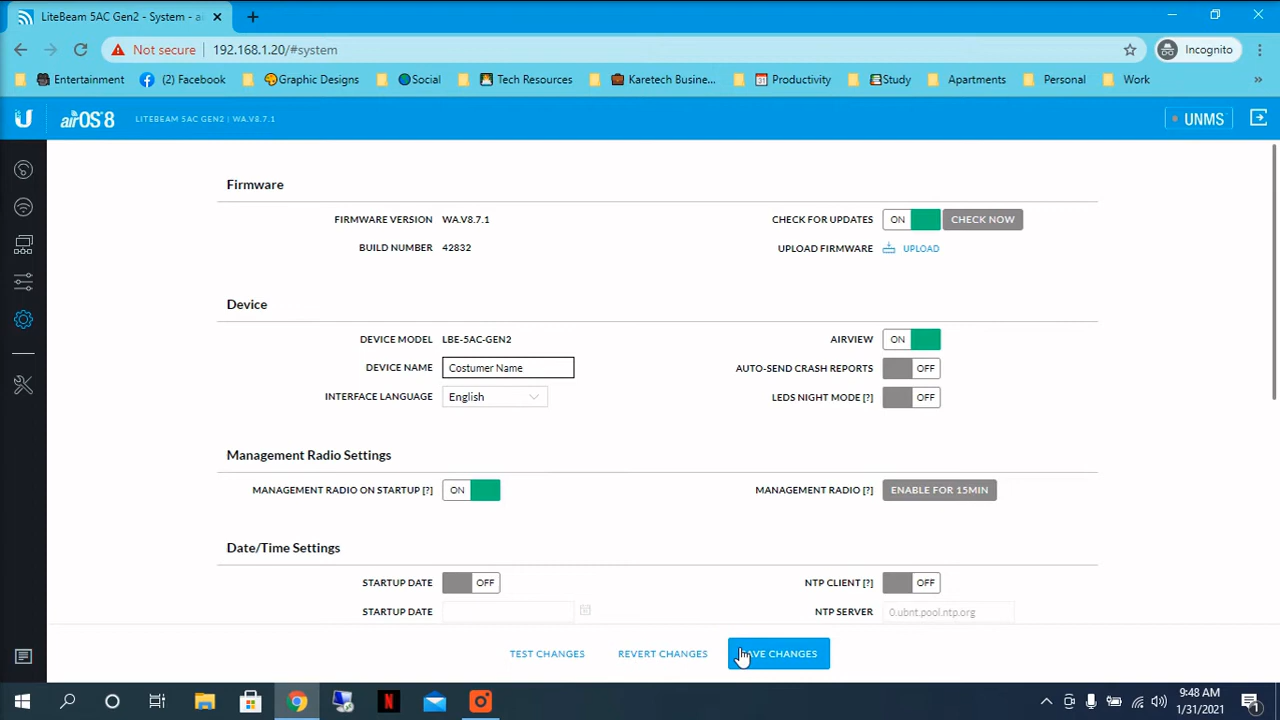 LiteBeam 5AC Gen2 - System - ai
Not secure 192.168.1.20/#system Incognito
Entertainment (2) Facebook Graphic Designs Social Tech Resources Karetech Busine... Productivity Study Apartments Personal Work »
airOS 8 LITEBEAM 5AC GEN2 | WA.V8.7.1 UNMS
Firmware
FIRMWARE VERSION WA.V8.7.1 CHECK FOR UPDATES ON CHECK NOW
BUILD NUMBER 42832 UPLOAD FIRMWARE UPLOAD
Device
DEVICE MODEL LBE-5AC-GEN2 AIRVIEW ON
DEVICE NAME Costumer Name AUTO-SEND CRASH REPORTS OFF
INTERFACE LANGUAGE English LEDS NIGHT MODE [?] OFF
Management Radio Settings
MANAGEMENT RADIO ON STARTUP [?] ON MANAGEMENT RADIO [?] ENABLE FOR 15MIN
Date/Time Settings
STARTUP DATE OFF NTP CLIENT [?] OFF
STARTUP DATE NTP SERVER 0.ubnt.pool.ntp.org
TEST CHANGES REVERT CHANGES SAVE CHANGES
9:48 AM
1/31/2021
1